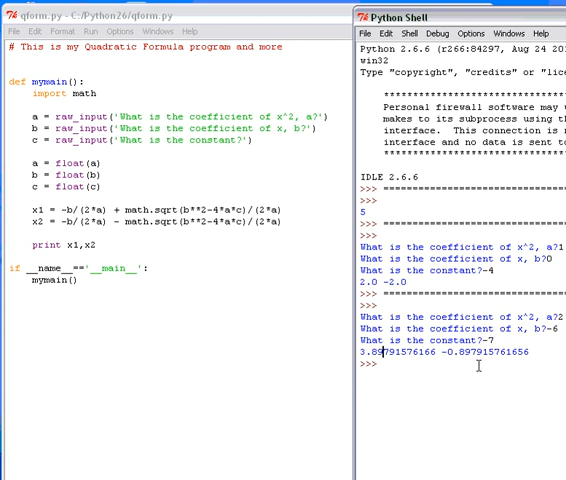 qform.py - C:/Python26/qform.py
File Edit Format Run Options Windows Help
# This is my Quadratic Formula program and more
def mymain():
import math
a = raw_input('What is the coefficient of x^2, a?')
b = raw_input('What is the coefficient of x, b?')
c = raw_input('What is the constant?')
a = float(a)
b = float(b)
c = float(c)
x1 = -b/(2*a) + math.sqrt(b**2-4*a*c)/(2*a)
x2 = -b/(2*a) - math.sqrt(b**2-4*a*c)/(2*a)
print x1,x2
if __name__=='__main__':
mymain()
Python Shell
File Edit Shell Debug Options Windows Help
Python 2.6.6 (r266:84297, Aug 24 201
win32
Type "copyright", "credits" or "lice
************************************
Personal firewall software may w
makes to its subprocess using th
interface. This connection is n
interface and no data is sent to
************************************
IDLE 2.6.6
>>> ================================
>>>
5
>>> ================================
>>>
What is the coefficient of x^2, a?1
What is the coefficient of x, b?0
What is the constant?-4
2.0 -2.0
>>> ================================
>>>
What is the coefficient of x^2, a?2
What is the coefficient of x, b?-6
What is the constant?-7
3.89791576166 -0.897915761656
>>>